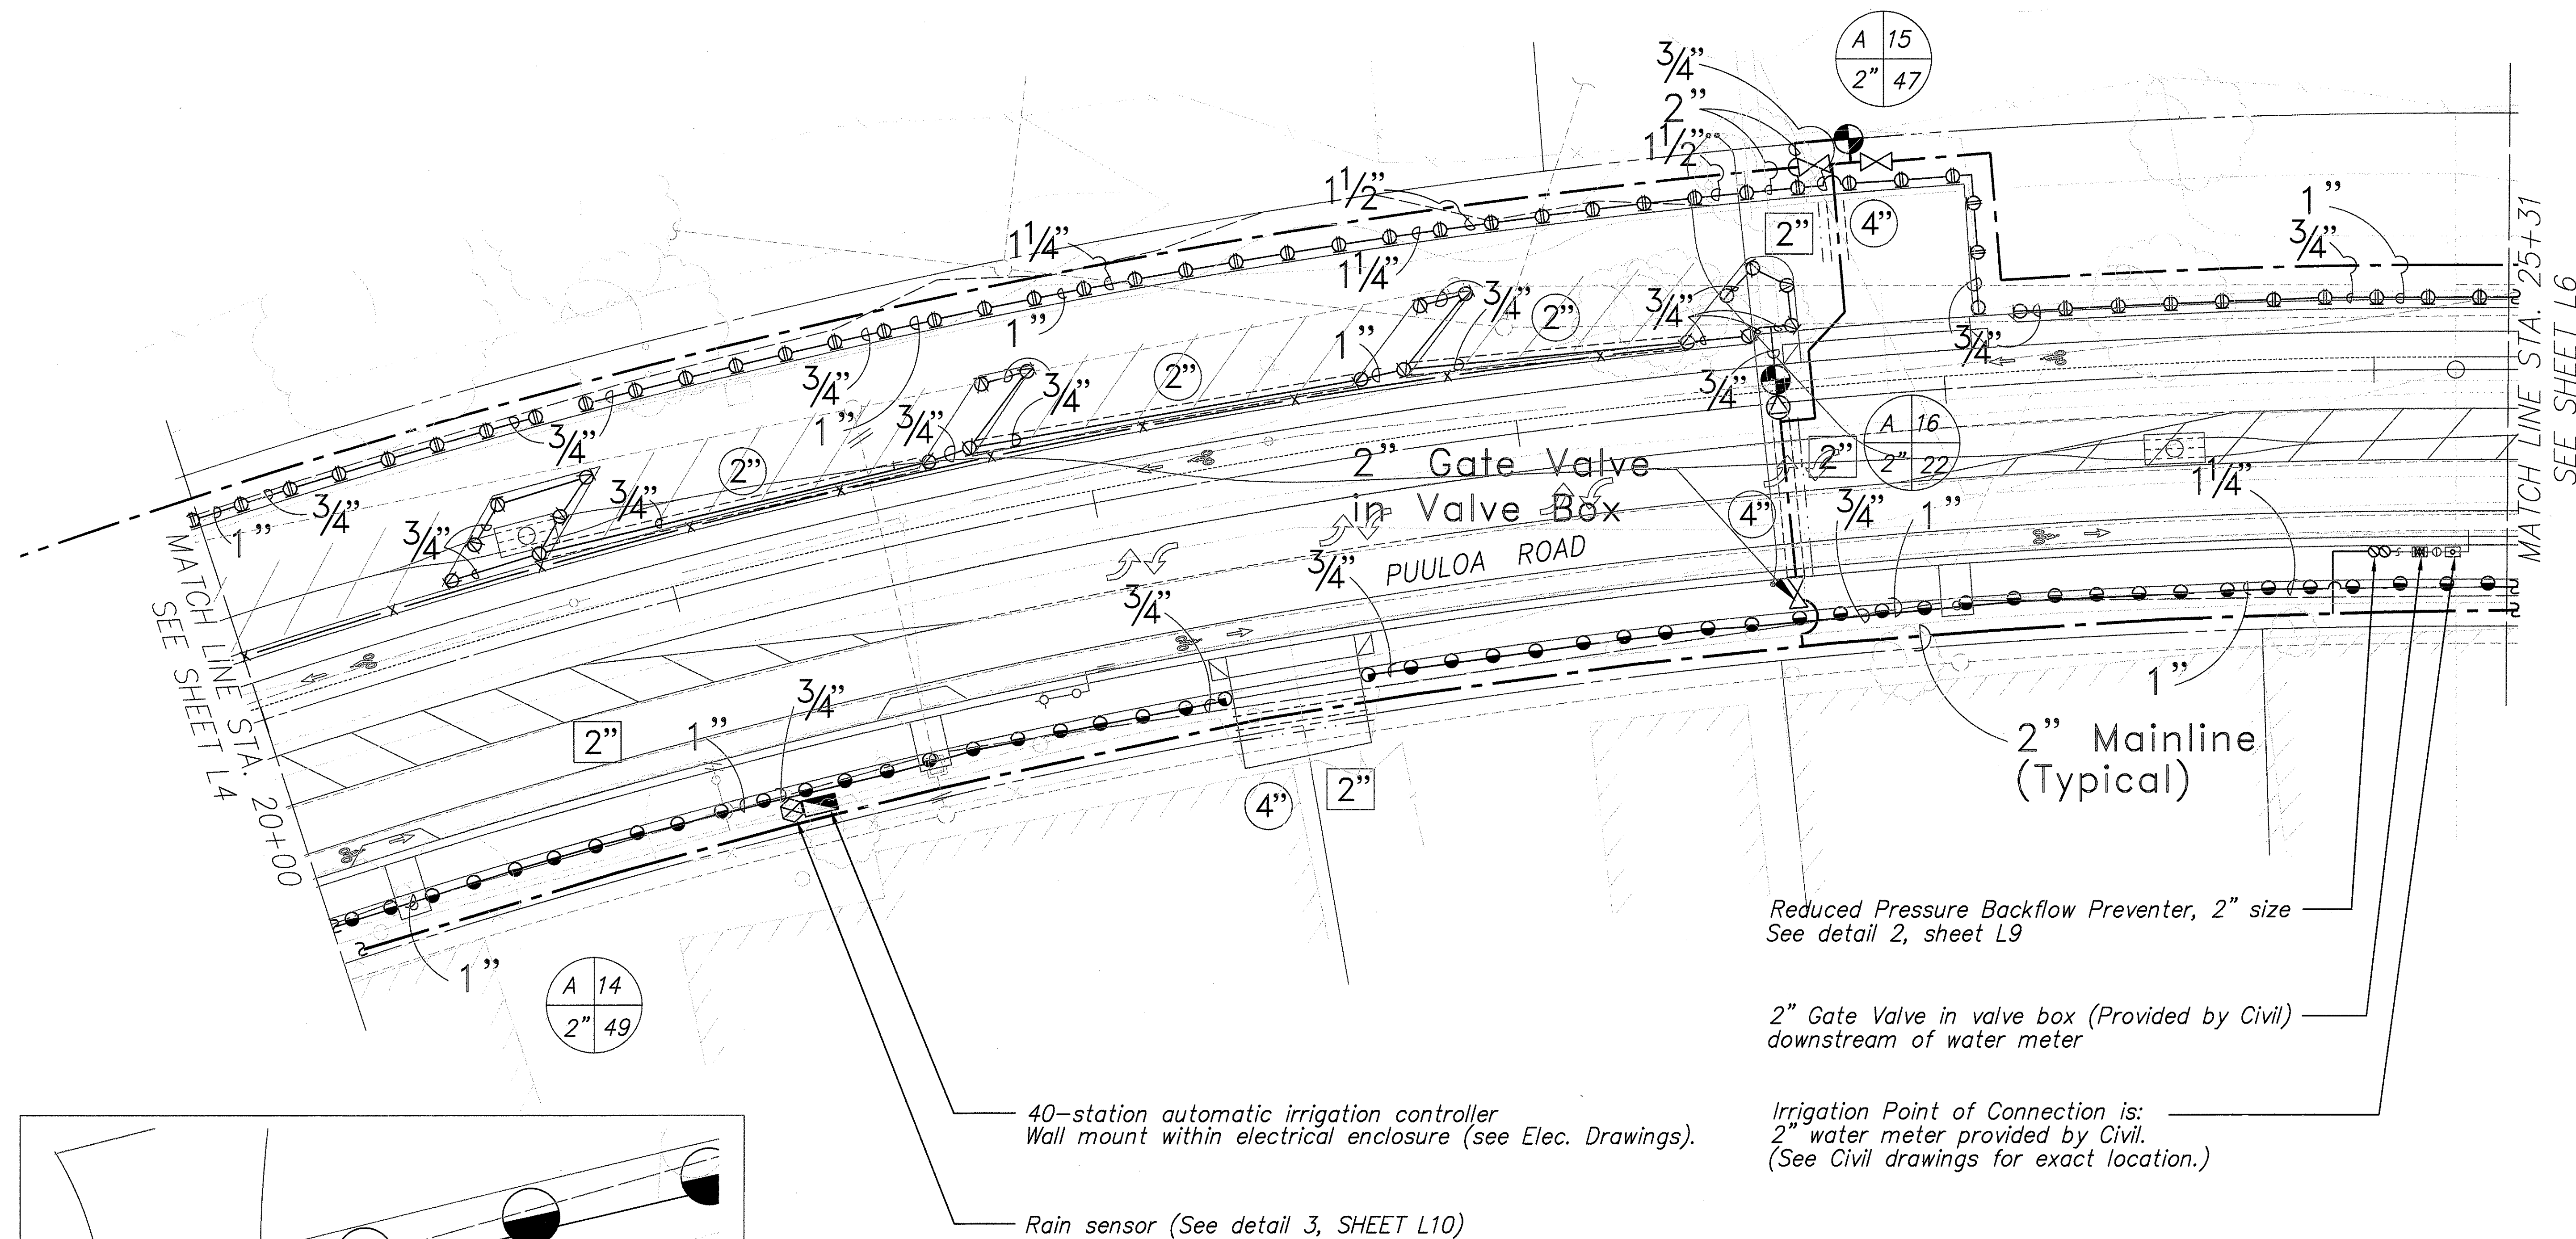 A 15
2” 47
3/4”
2”
1 1/2”
1 1/2”
1 1/4”
1 1/4”
1”
3/4”
1”
3/4”
3/4”
1”
3/4”
2”
4”
1”
3/4”
3/4”
3/4”
3/4”
2”
1”
3/4”
3/4”
2”
3/4”
3/4”
2”
3/4”
3/4”
A 16
2” 22
2”
4”
2” Gate Valve
in Valve Box
1 1/4”
3/4”
1”
PUULOA ROAD
3/4”
3/4”
3/4”
1”
2”
1”
2” Mainline
(Typical)
4”
2”
1”
A 14
2” 49
MATCH LINE STA. 20+00
SEE SHEET L4
MATCH LINE STA. 25+31
SEE SHEET L6
Reduced Pressure Backflow Preventer, 2” size
See detail 2, sheet L9
2” Gate Valve in valve box (Provided by Civil)
downstream of water meter
Irrigation Point of Connection is:
2” water meter provided by Civil.
(See Civil drawings for exact location.)
40-station automatic irrigation controller
Wall mount within electrical enclosure (see Elec. Drawings).
Rain sensor (See detail 3, SHEET L10)